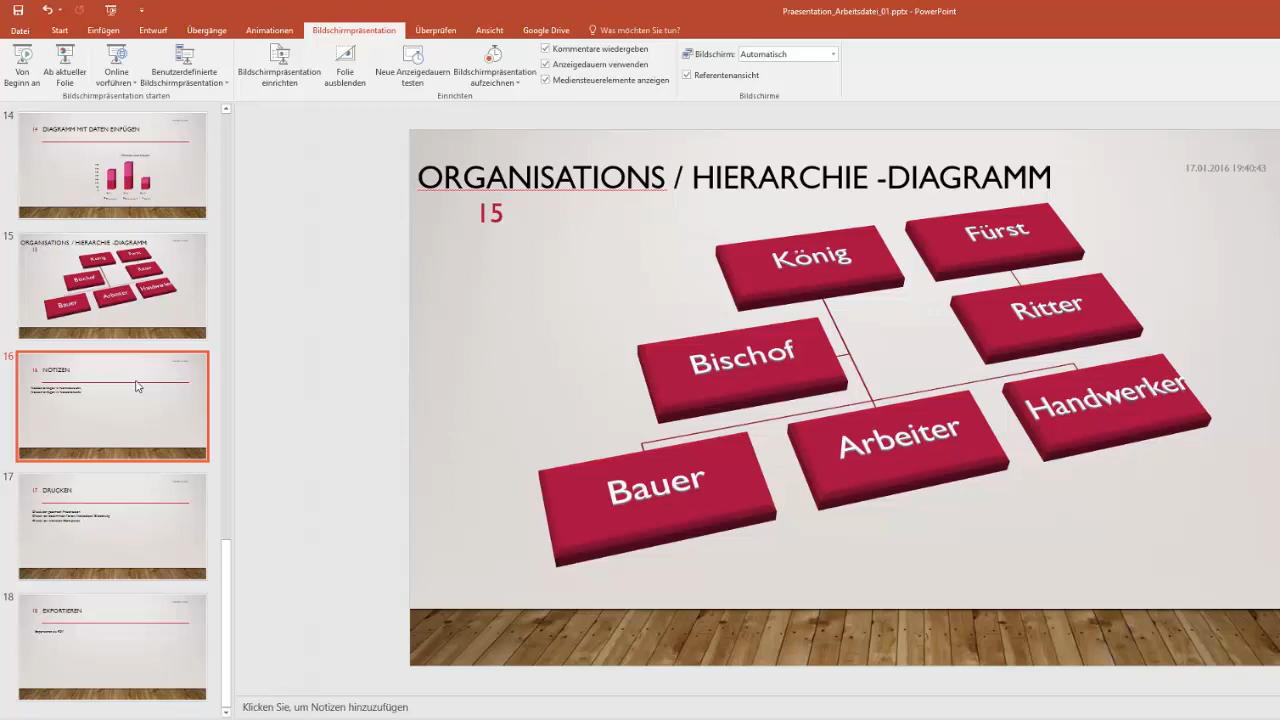 Praesentation_Arbeitsdatei_01.pptx - PowerPoint
Datei Start Einfügen Entwurf Übergänge Animationen Bildschirmpräsentation Überprüfen Ansicht Google Drive Was möchten Sie tun?
Von Beginn an
Ab aktueller Folie
Online vorführen
Benutzerdefinierte Bildschirmpräsentation
Bildschirmpräsentation starten
Bildschirmpräsentation einrichten
Folie ausblenden
Neue Anzeigedauern testen
Bildschirmpräsentation aufzeichnen
Kommentare wiedergeben
Anzeigedauern verwenden
Mediensteuerelemente anzeigen
Einrichten
Bildschirm: Automatisch
Referentenansicht
Bildschirme
14
14 DIAGRAMM MIT DATEN EINFÜGEN
15
ORGANISATIONS / HIERARCHIE -DIAGRAMM
15
König
Fürst
Bischof
Ritter
Bauer
Arbeiter
Handwerker
16
16 NOTIZEN
17
17 DRUCKEN
18
18 EXPORTIEREN
ORGANISATIONS / HIERARCHIE -DIAGRAMM
17.01.2016 19:40:43
15
König
Fürst
Bischof
Ritter
Bauer
Arbeiter
Handwerker
Klicken Sie, um Notizen hinzuzufügen